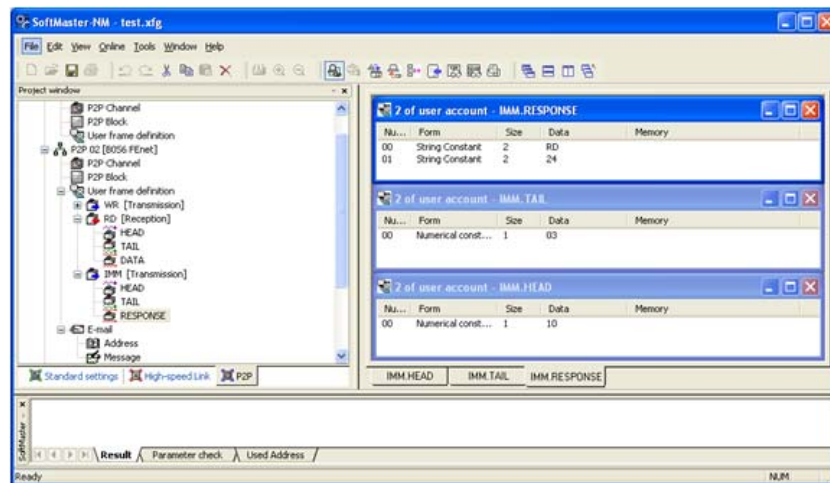 SoftMaster-NM - test.xfg
File Edit View Online Tools Window Help
Project window
P2P Channel
P2P Block
User frame definition
P2P 02 [B0S6 FEnet]
P2P Channel
P2P Block
User frame definition
WR [Transmission]
RD [Reception]
HEAD
TAIL
DATA
IMM [Transmission]
HEAD
TAIL
RESPONSE
E-mail
Address
Message
Standard settings High-speed Link P2P
2 of user account - IMM.RESPONSE
Nu... Form Size Data Memory
00 String Constant 2 RD
01 String Constant 2 24
2 of user account - IMM.TAIL
Nu... Form Size Data Memory
00 Numerical const... 1 03
2 of user account - IMM.HEAD
Nu... Form Size Data Memory
00 Numerical const... 1 10
IMM.HEAD IMM.TAIL IMM.RESPONSE
SoftMaster -
Result Parameter check Used Address
Ready NUM